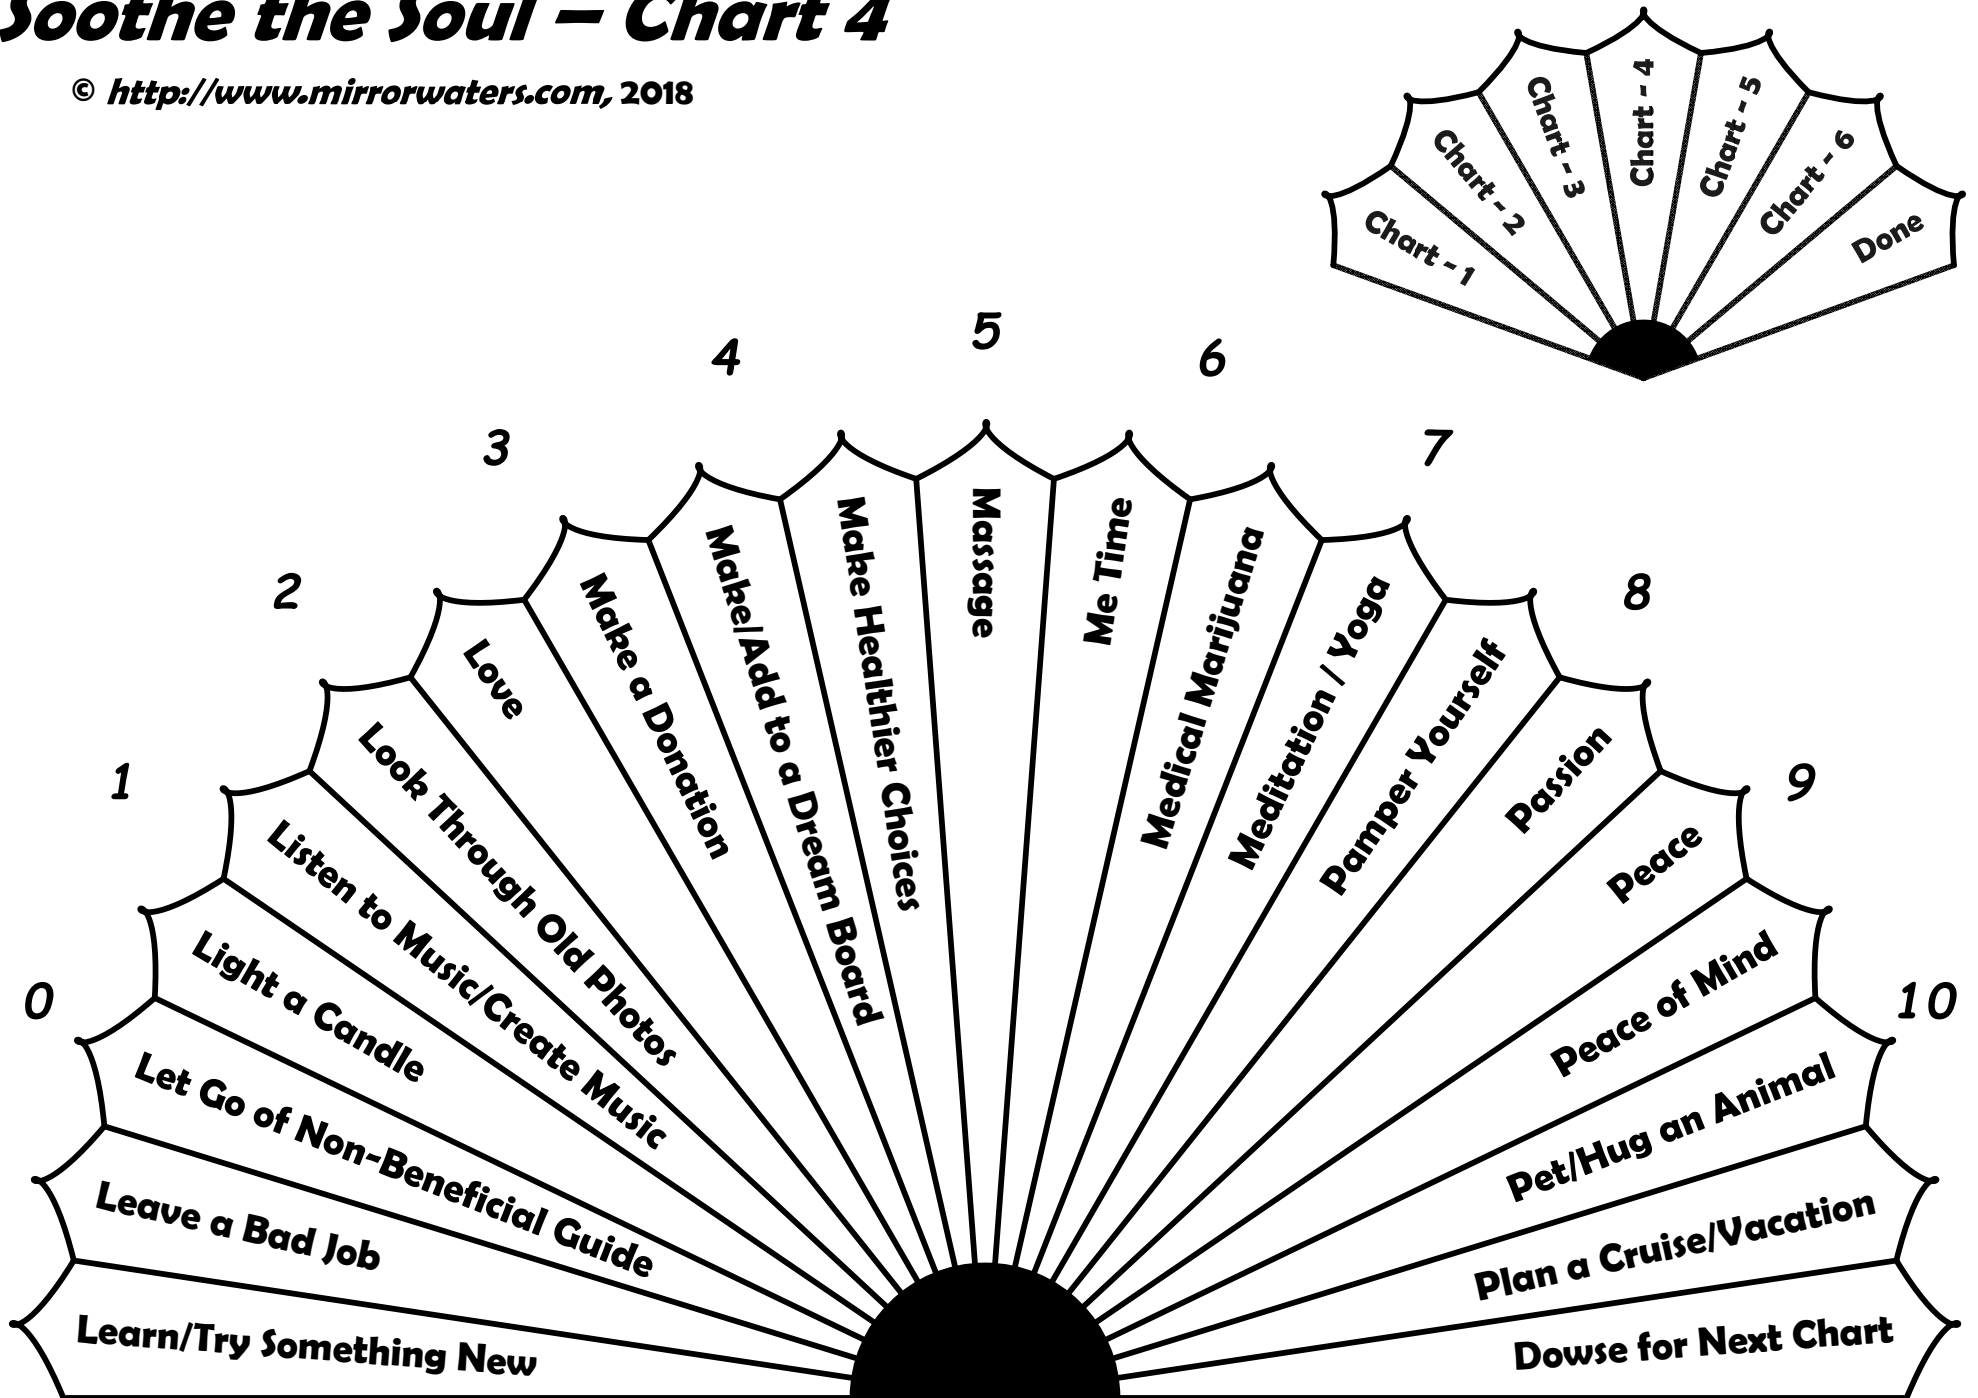 Soothe the Soul – Chart 4
© http://www.mirrorwaters.com, 2018
Chart - 1
Chart - 2
Chart - 3
Chart - 4
Chart - 5
Chart - 6
Done
0
1
2
3
4
5
6
7
8
9
10
Learn/Try Something New
Leave a Bad Job
Let Go of Non-Beneficial Guide
Light a Candle
Listen to Music/Create Music
Look Through Old Photos
Love
Make a Donation
Make/Add to a Dream Board
Make Healthier Choices
Massage
Me Time
Medical Marijuana
Meditation / Yoga
Pamper Yourself
Passion
Peace
Peace of Mind
Pet/Hug an Animal
Plan a Cruise/Vacation
Dowse for Next Chart